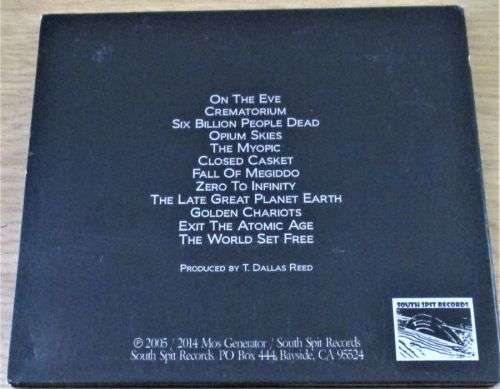 On The Eve
Crematorium
Six Billion People Dead
Opium Skies
The Myopic
Closed Casket
Fall Of Megiddo
Zero To Infinity
The Late Great Planet Earth
Golden Chariots
Exit The Atomic Age
The World Set Free
Produced by T. Dallas Reed
SOUTH SPIT RECORDS
℗ 2005 / 2014 Mos Generator / South Spit Records
South Spit Records PO Box 444, Bayside, CA 95524